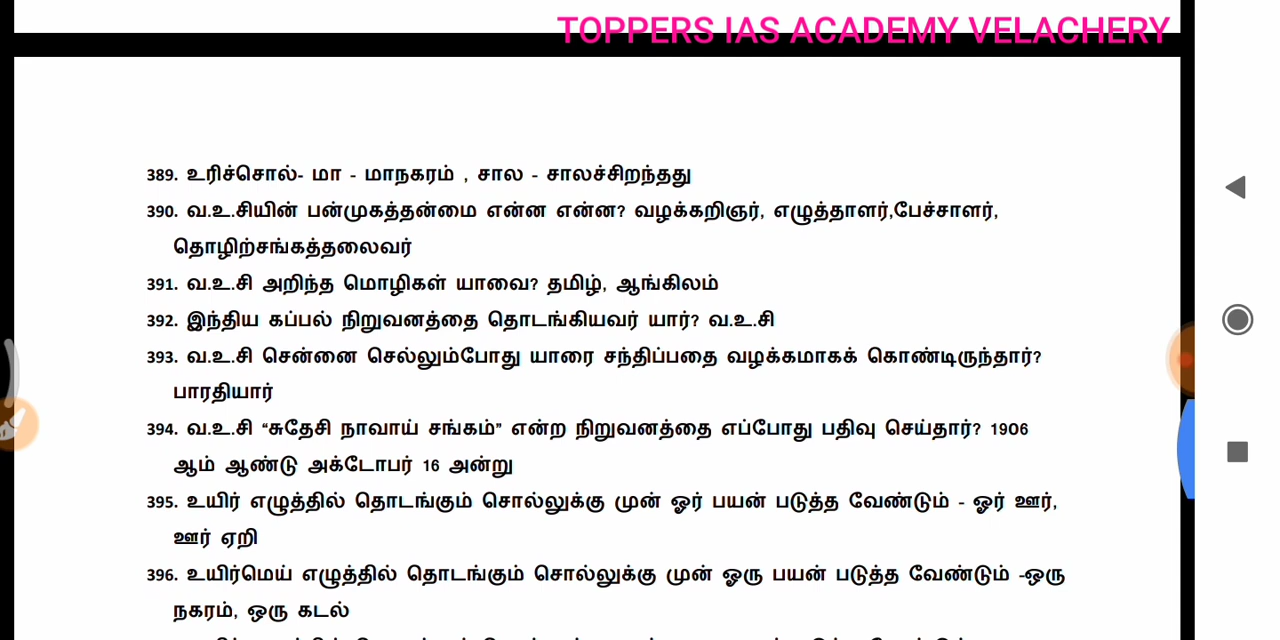 TOPPERS IAS ACADEMY VELACHERY
389. உரிச்சொல்- மா - மாநகரம் , சால - சாலச்சிறந்தது
390. வ.உ.சியின் பன்முகத்தன்மை என்ன என்ன? வழக்கறிஞர், எழுத்தாளர்,பேச்சாளர்,
தொழிற்சங்கத்தலைவர்
391. வ.உ.சி அறிந்த மொழிகள் யாவை? தமிழ், ஆங்கிலம்
392. இந்திய கப்பல் நிறுவனத்தை தொடங்கியவர் யார்? வ.உ.சி
393. வ.உ.சி சென்னை செல்லும்போது யாரை சந்திப்பதை வழக்கமாகக் கொண்டிருந்தார்?
பாரதியார்
394. வ.உ.சி “சுதேசி நாவாய் சங்கம்” என்ற நிறுவனத்தை எப்போது பதிவு செய்தார்? 1906
ஆம் ஆண்டு அக்டோபர் 16 அன்று
395. உயிர் எழுத்தில் தொடங்கும் சொல்லுக்கு முன் ஓர் பயன் படுத்த வேண்டும் - ஓர் ஊர்,
ஊர் ஏறி
396. உயிர்மெய் எழுத்தில் தொடங்கும் சொல்லுக்கு முன் ஒரு பயன் படுத்த வேண்டும் -ஒரு
நகரம், ஒரு கடல்